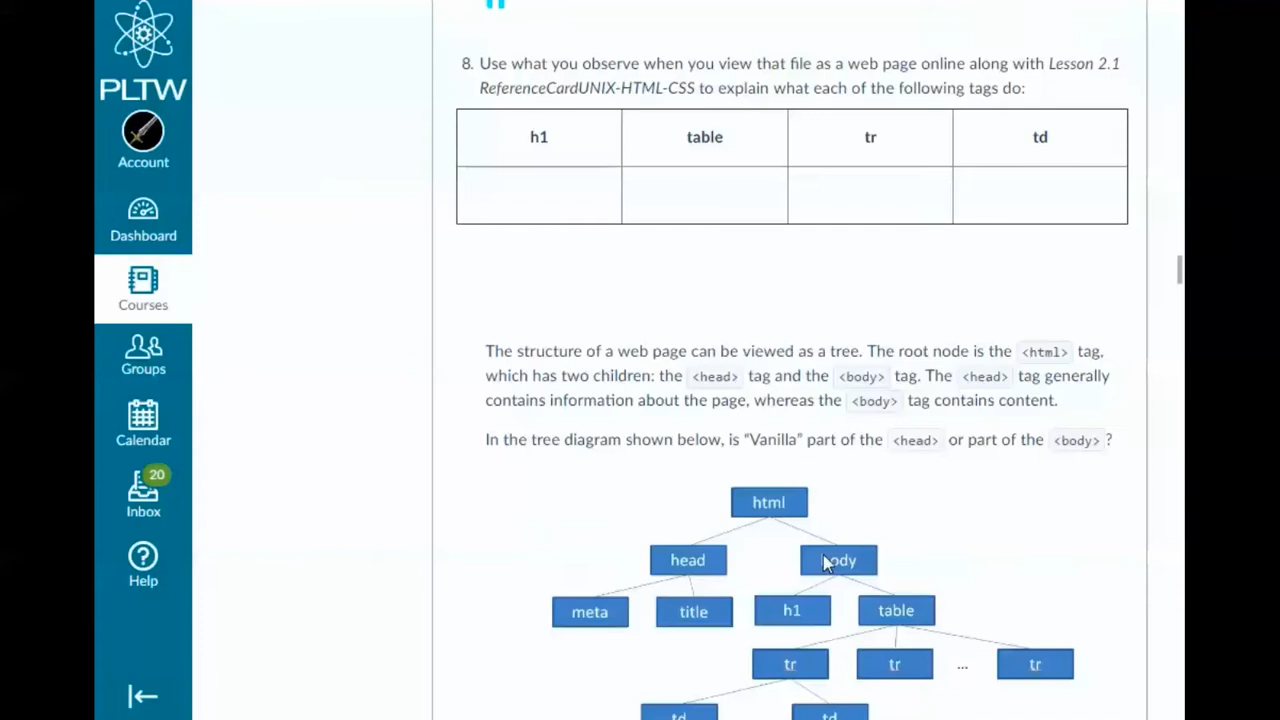 PLTW
Account
Dashboard
Courses
Groups
Calendar
20
Inbox
Help
8. Use what you observe when you view that file as a web page online along with Lesson 2.1
ReferenceCardUNIX-HTML-CSS to explain what each of the following tags do:
h1 table tr td
The structure of a web page can be viewed as a tree. The root node is the <html> tag,
which has two children: the <head> tag and the <body> tag. The <head> tag generally
contains information about the page, whereas the <body> tag contains content.
In the tree diagram shown below, is “Vanilla” part of the <head> or part of the <body> ?
html
head body
meta title h1 table
tr tr ... tr
td td